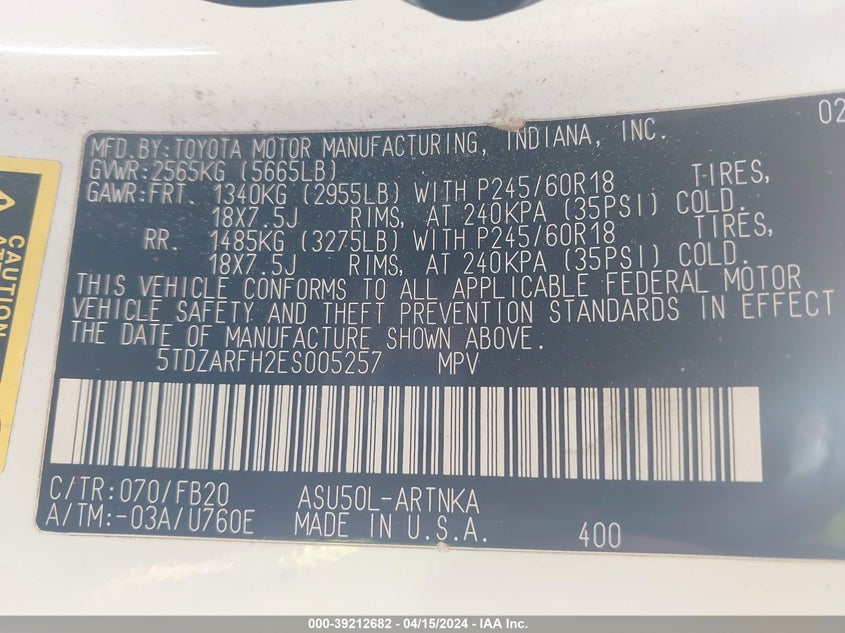 02
MFD.BY:TOYOTA MOTOR MANUFACTURING, INDIANA, INC.
GVWR:2565KG (5665LB)
GAWR:FRT. 1340KG (2955LB) WITH P245/60R18 TIRES,
18X7.5J RIMS, AT 240KPA (35PSI) COLD.
RR. 1485KG (3275LB) WITH P245/60R18 TIRES,
18X7.5J RIMS, AT 240KPA (35PSI) COLD.
THIS VEHICLE CONFORMS TO ALL APPLICABLE FEDERAL MOTOR
VEHICLE SAFETY AND THEFT PREVENTION STANDARDS IN EFFECT
THE DATE OF MANUFACTURE SHOWN ABOVE.
5TDZARFH2ES005257 MPV
C/TR:070/FB20 ASU50L-ARTNKA
A/TM:-03A/U760E MADE IN U.S.A. 400
CAUTION
000-39212682 - 04/15/2024 - IAA Inc.